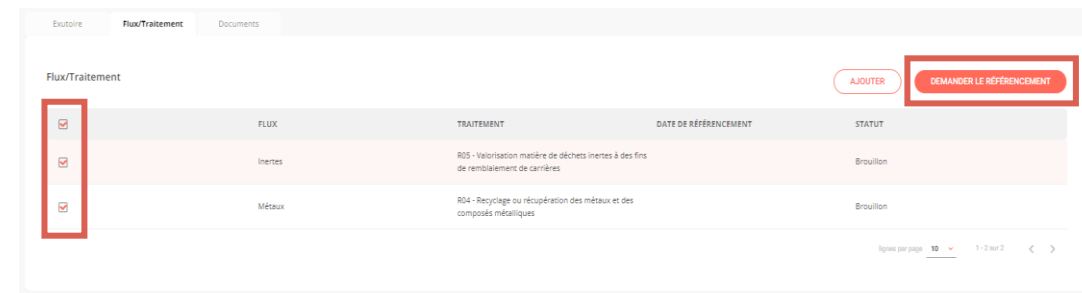 Exutoire Flux/Traitement Documents
Flux/Traitement AJOUTER DEMANDER LE RÉFÉRENCEMENT
FLUX TRAITEMENT DATE DE RÉFÉRENCEMENT STATUT
Inertes R05 - Valorisation matière de déchets inertes à des fins Brouillon
de remblaiement de carrières
Métaux R04 - Recyclage ou récupération des métaux et des Brouillon
composés métalliques
lignes par page 10 1-2 sur 2